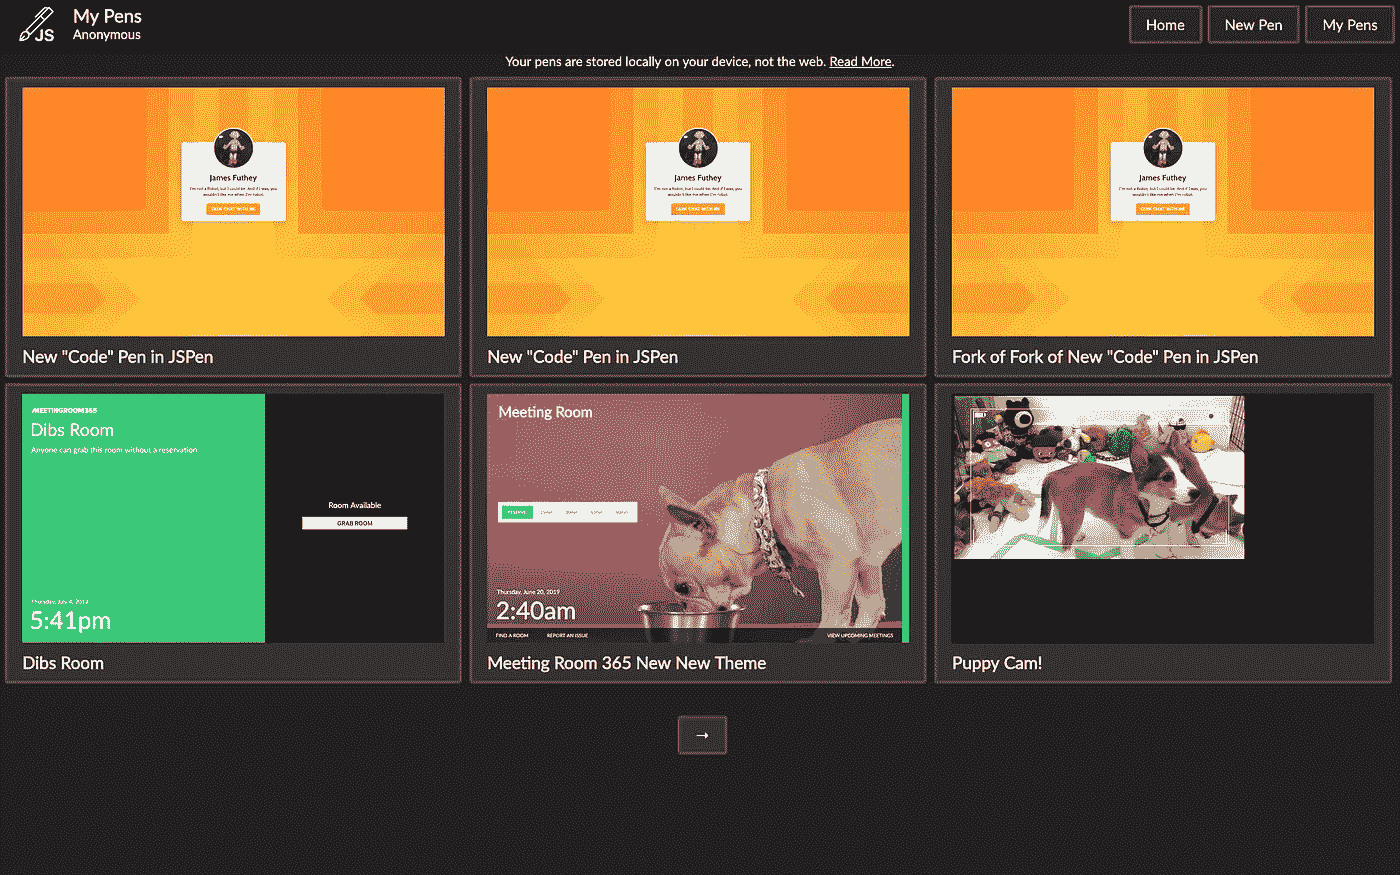 JS
My Pens
Anonymous
Home
New Pen
My Pens
Your pens are stored locally on your device, not the web. Read More.
James Futhey
I'm not a Robot, but I could be. And if I was, you
wouldn't like me when I'm robot.
James Futhey
I'm not a Robot, but I could be. And if I was, you
wouldn't like me when I'm robot.
James Futhey
I'm not a Robot, but I could be. And if I was, you
wouldn't like me when I'm robot.
New "Code" Pen in JSPen
New "Code" Pen in JSPen
Fork of Fork of New "Code" Pen in JSPen
MEETINGROOM365
Dibs Room
Anyone can grab this room without a reservation
Room Available
GRAB ROOM
Thursday, July 4, 2019
5:41pm
Meeting Room
Thursday, June 20, 2019
2:40am
FIND A ROOM
REPORT AN ISSUE
VIEW UPCOMING MEETINGS
Dibs Room
Meeting Room 365 New New Theme
Puppy Cam!
→